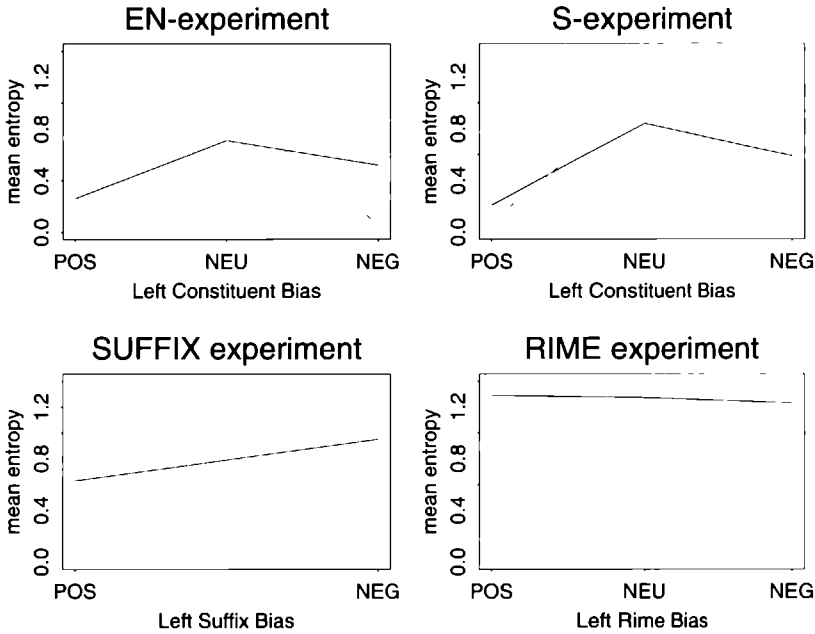 EN-experiment
mean entropy
1.2
0.8
0.4
0.0
POS NEU NEG
Left Constituent Bias
S-experiment
mean entropy
1.2
0.8
0.4
0.0
POS NEU NEG
Left Constituent Bias
SUFFIX experiment
mean entropy
1.2
0.8
0.4
0.0
POS NEG
Left Suffix Bias
RIME experiment
mean entropy
1.2
0.8
0.4
0.0
POS NEU NEG
Left Rime Bias